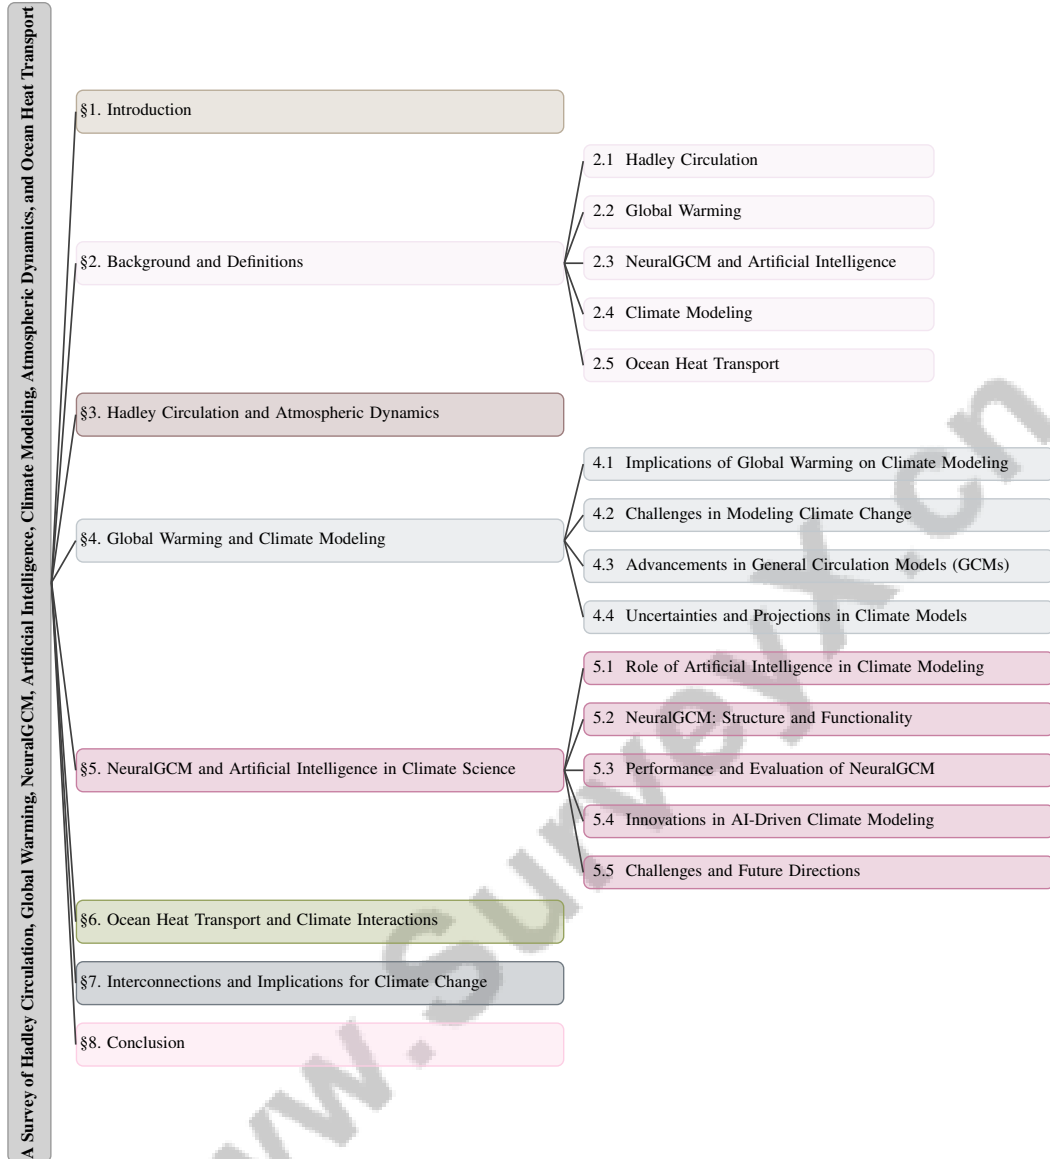 A Survey of Hadley Circulation, Global Warming, NeuralGCM, Artificial Intelligence, Climate Modeling, Atmospheric Dynamics, and Ocean Heat Transport
§1. Introduction
§2. Background and Definitions
2.1 Hadley Circulation
2.2 Global Warming
2.3 NeuralGCM and Artificial Intelligence
2.4 Climate Modeling
2.5 Ocean Heat Transport
§3. Hadley Circulation and Atmospheric Dynamics
§4. Global Warming and Climate Modeling
4.1 Implications of Global Warming on Climate Modeling
4.2 Challenges in Modeling Climate Change
4.3 Advancements in General Circulation Models (GCMs)
4.4 Uncertainties and Projections in Climate Models
§5. NeuralGCM and Artificial Intelligence in Climate Science
5.1 Role of Artificial Intelligence in Climate Modeling
5.2 NeuralGCM: Structure and Functionality
5.3 Performance and Evaluation of NeuralGCM
5.4 Innovations in AI-Driven Climate Modeling
5.5 Challenges and Future Directions
§6. Ocean Heat Transport and Climate Interactions
§7. Interconnections and Implications for Climate Change
§8. Conclusion
www.SurveyX.cn